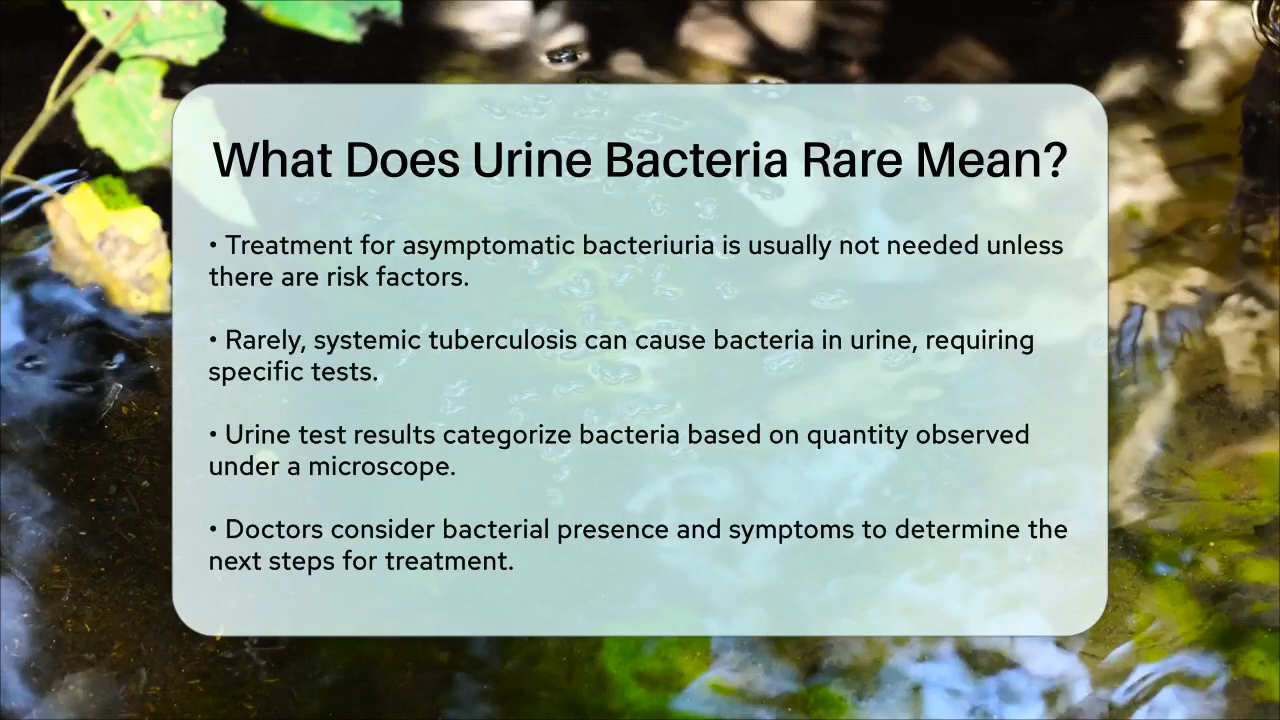 What Does Urine Bacteria Rare Mean?
• Treatment for asymptomatic bacteriuria is usually not needed unless
there are risk factors.
• Rarely, systemic tuberculosis can cause bacteria in urine, requiring
specific tests.
• Urine test results categorize bacteria based on quantity observed
under a microscope.
• Doctors consider bacterial presence and symptoms to determine the
next steps for treatment.